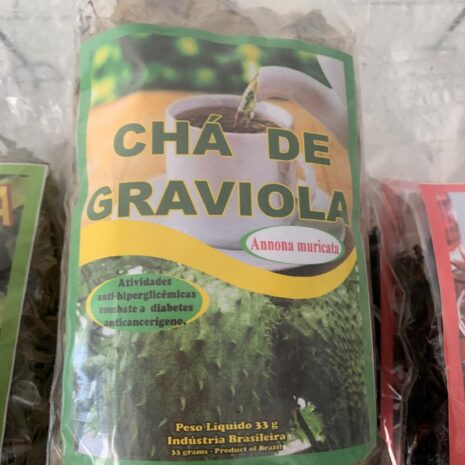 CHÁ DE
GRAVIOLA
Annona muricata
Atividades
anti-hiperglicêmicas
combate a diabetes
anticancerigeno.
Peso Líquido 33 g
Indústria Brasileira
33 grams - Product of Brazil
A